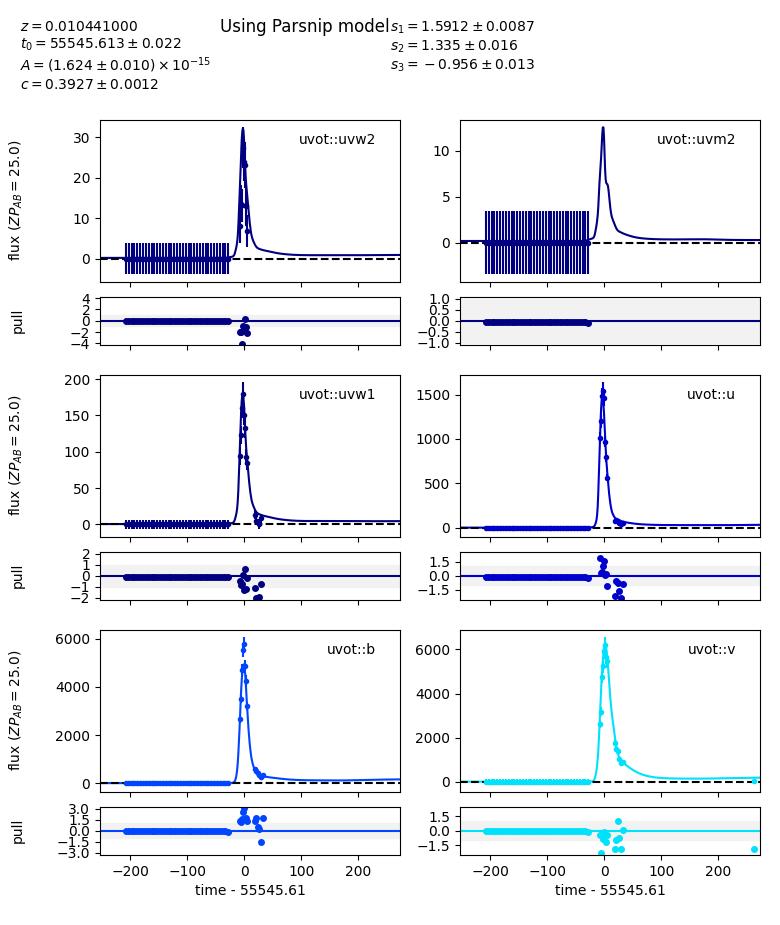 Using Parsnip model
z = 0.010441000
t₀ = 55545.613 ± 0.022
A = (1.624 ± 0.010) × 10⁻¹⁵
c = 0.3927 ± 0.0012
s₁ = 1.5912 ± 0.0087
s₂ = 1.335 ± 0.016
s₃ = −0.956 ± 0.013
flux (ZP_AB = 25.0)
30
20
10
0
uvot::uvw2
10
5
0
uvot::uvm2
pull
4
2
0
−2
−4
1.0
0.5
0.0
−0.5
−1.0
flux (ZP_AB = 25.0)
200
150
100
50
0
uvot::uvw1
1500
1000
500
0
uvot::u
pull
2
1
0
−1
−2
1.5
0.0
−1.5
flux (ZP_AB = 25.0)
6000
4000
2000
0
uvot::b
6000
4000
2000
0
uvot::v
pull
3.0
1.5
0.0
−1.5
−3.0
−200 −100 0 100 200
time - 55545.61
1.5
0.0
−1.5
−200 −100 0 100 200
time - 55545.61